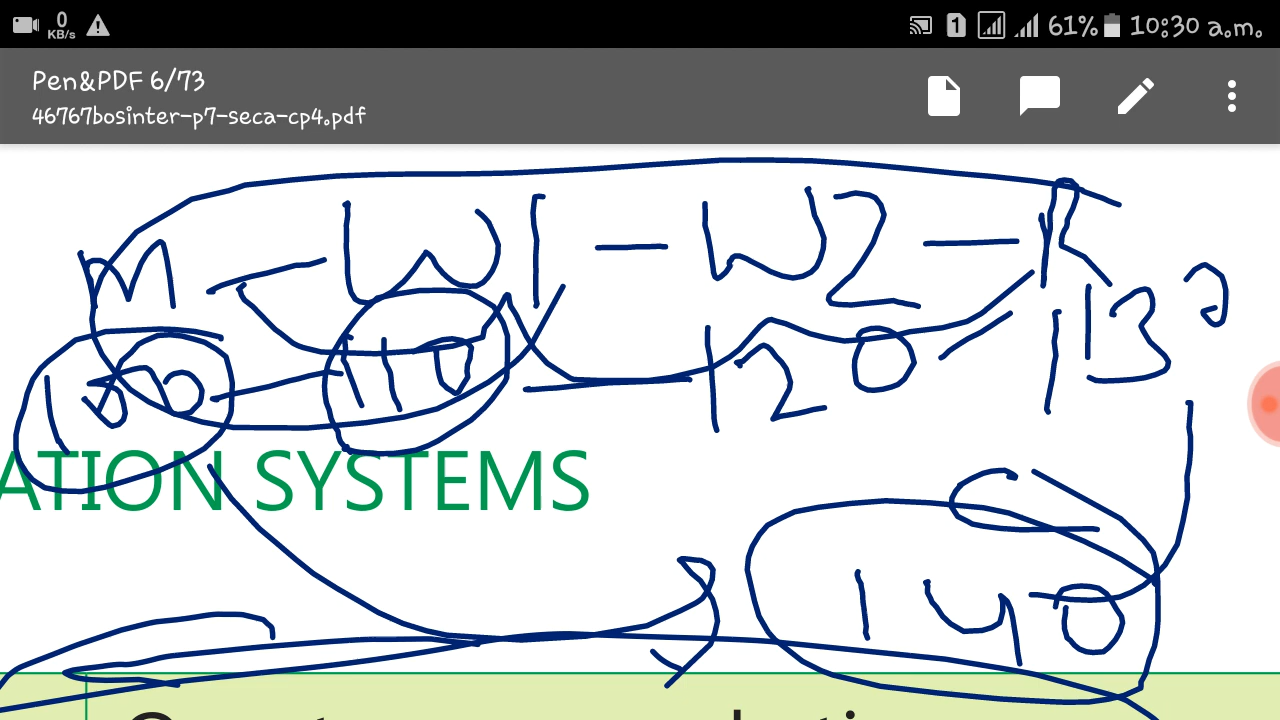 0 KB/s 1 61% 10:30 a.m.
Pen&PDF 6/73
46767bosinter-p7-seca-cp4.pdf
M — W1 — W2 — R
100 — 110 — 120 — 130
ATION SYSTEMS
140